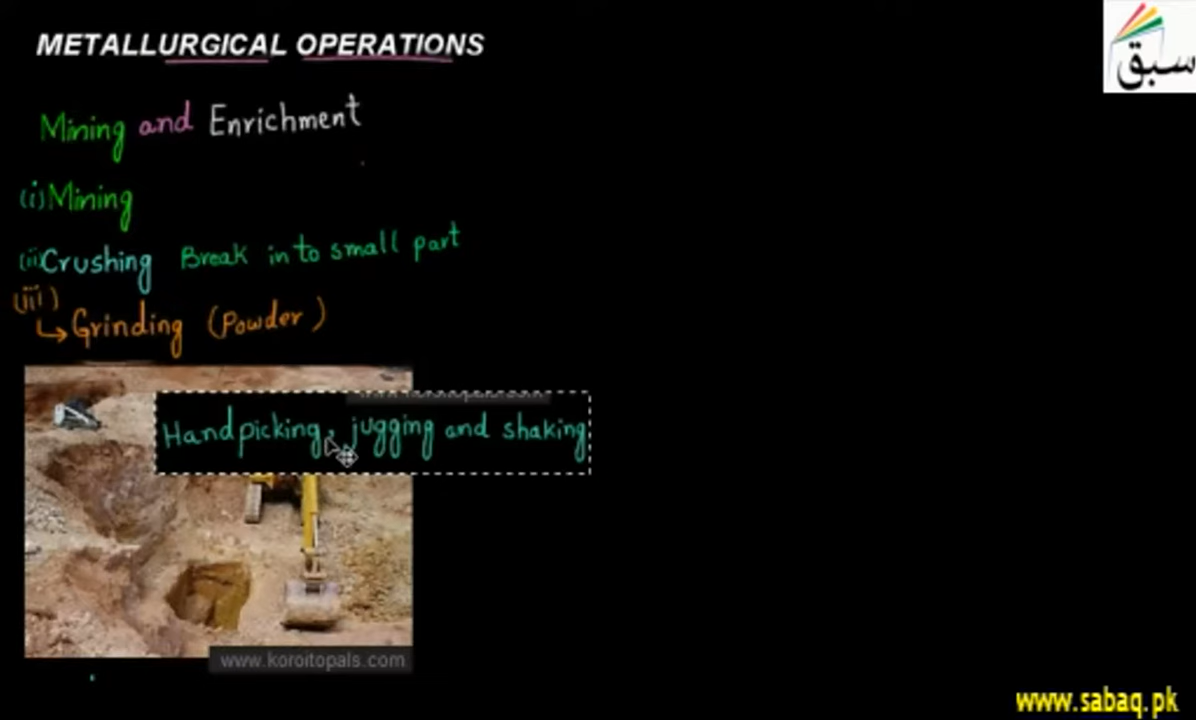 METALLURGICAL OPERATIONS
سبق
Mining and Enrichment
(i) Mining
(ii) Crushing Break in to small part
(iii)
↳ Grinding (Powder)
Handpicking, jugging and shaking
www.koroitopals.com
www.sabaq.pk